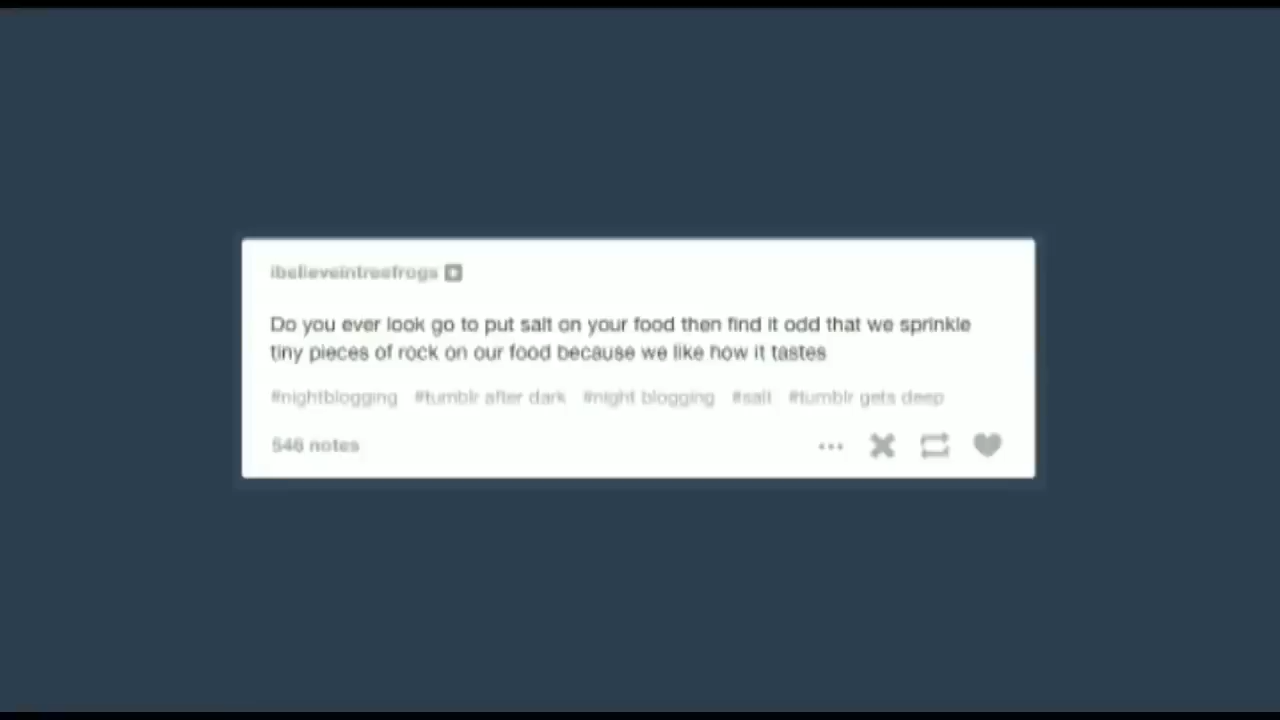 ibelieveintreefrogs
Do you ever look go to put salt on your food then find it odd that we sprinkle
tiny pieces of rock on our food because we like how it tastes
#nightblogging #tumblr after dark #night blogging #salt #tumblr gets deep
546 notes